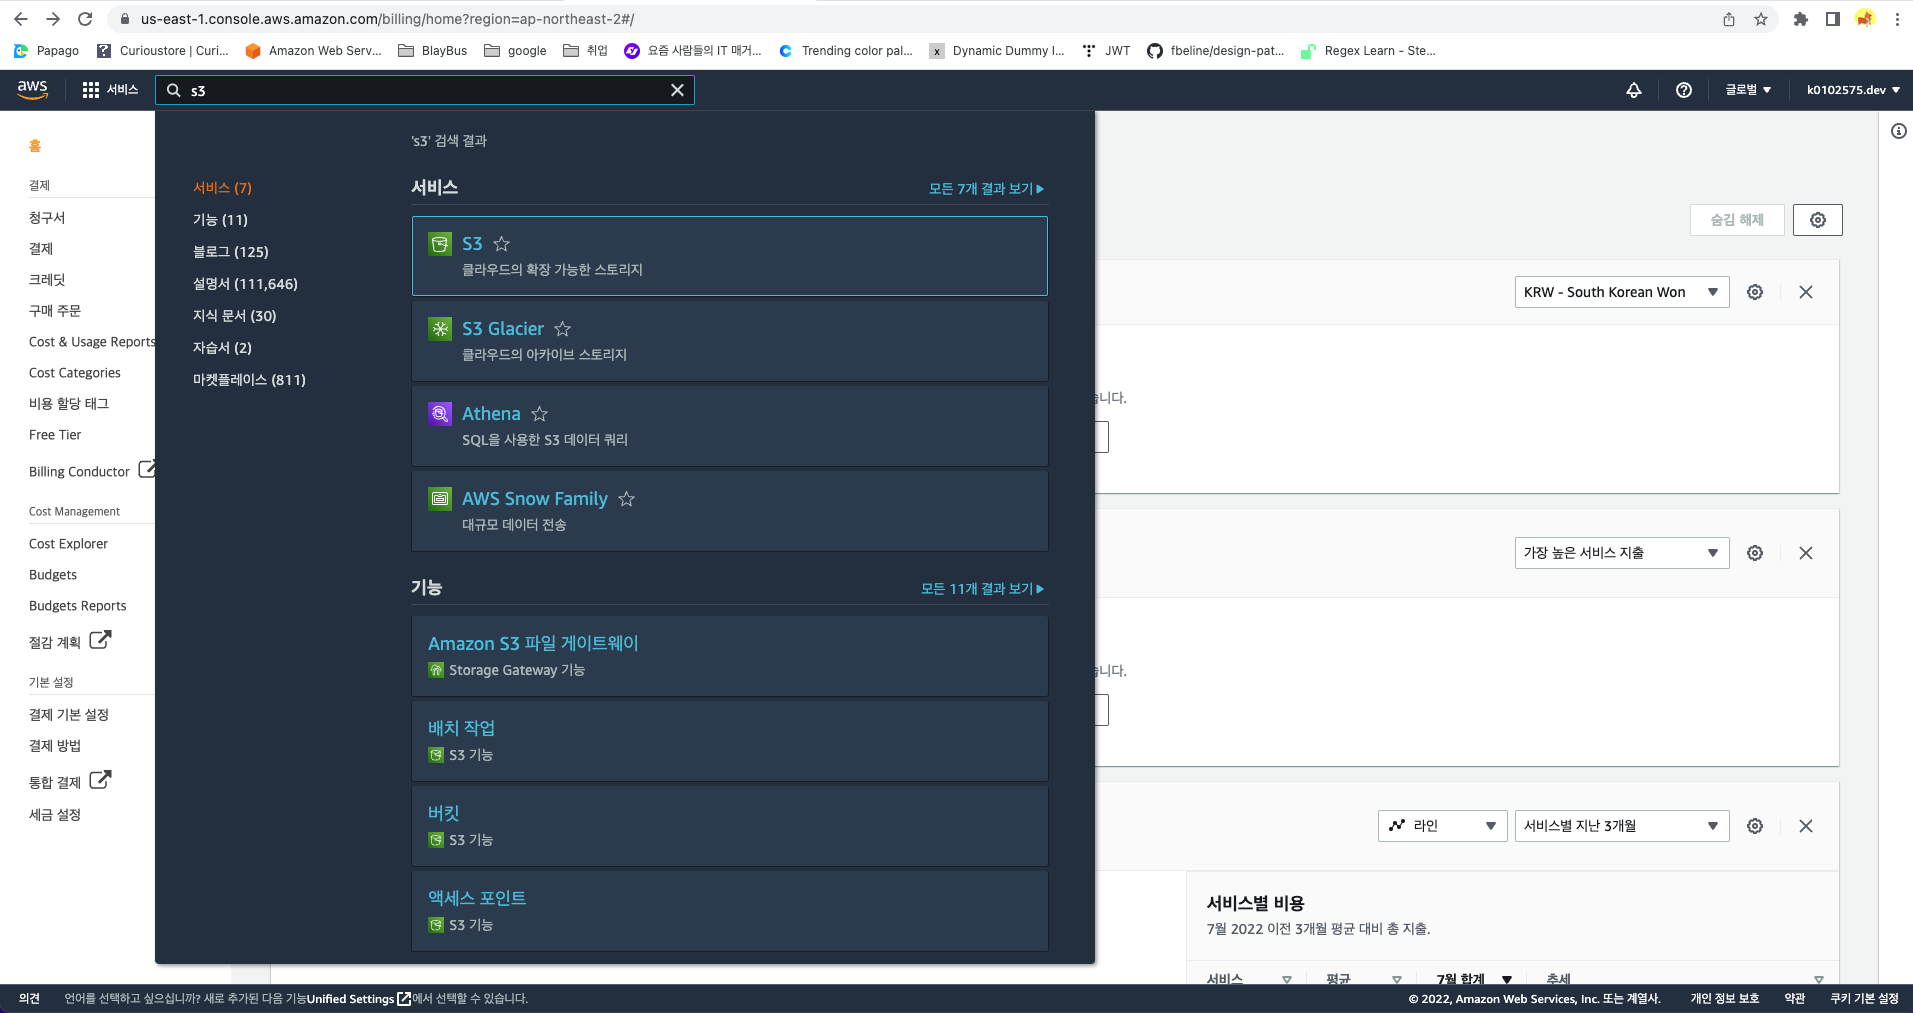 us-east-1.console.aws.amazon.com/billing/home?region=ap-northeast-2#/
Papago
Curioustore | Curi...
Amazon Web Serv...
BlayBus
google
취업
요즘 사람들의 IT 매거...
Trending color pal...
Dynamic Dummy I...
JWT
fbeline/design-pat...
Regex Learn - Ste...
aws
서비스
s3
글로벌
k0102575.dev
홈
결제
청구서
결제
크레딧
구매 주문
Cost & Usage Reports
Cost Categories
비용 할당 태그
Free Tier
Billing Conductor
Cost Management
Cost Explorer
Budgets
Budgets Reports
절감 계획
기본 설정
결제 기본 설정
결제 방법
통합 결제
세금 설정
's3' 검색 결과
서비스 (7)
기능 (11)
블로그 (125)
설명서 (111,646)
지식 문서 (30)
자습서 (2)
마켓플레이스 (811)
서비스
모든 7개 결과 보기
S3
클라우드의 확장 가능한 스토리지
S3 Glacier
클라우드의 아카이브 스토리지
Athena
SQL을 사용한 S3 데이터 쿼리
AWS Snow Family
대규모 데이터 전송
기능
모든 11개 결과 보기
Amazon S3 파일 게이트웨이
Storage Gateway 기능
배치 작업
S3 기능
버킷
S3 기능
액세스 포인트
S3 기능
숨김 해제
KRW - South Korean Won
습니다.
가장 높은 서비스 지출
습니다.
라인
서비스별 지난 3개월
서비스별 비용
7월 2022 이전 3개월 평균 대비 총 지출.
서비스
평균
7월 합계
추세
의견
언어를 선택하고 싶으십니까? 새로 추가된 다음 기능Unified Settings에서 선택할 수 있습니다.
© 2022, Amazon Web Services, Inc. 또는 계열사.
개인 정보 보호
약관
쿠키 기본 설정